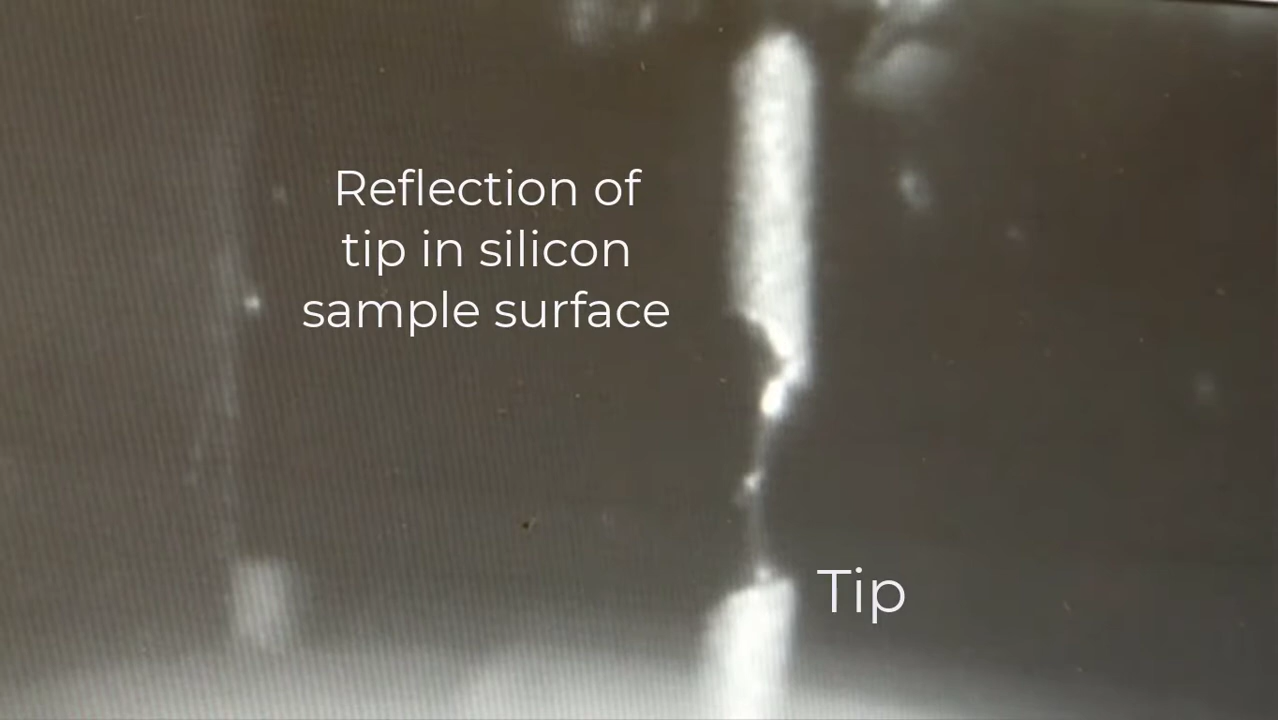 Reflection of
tip in silicon
sample surface
Tip